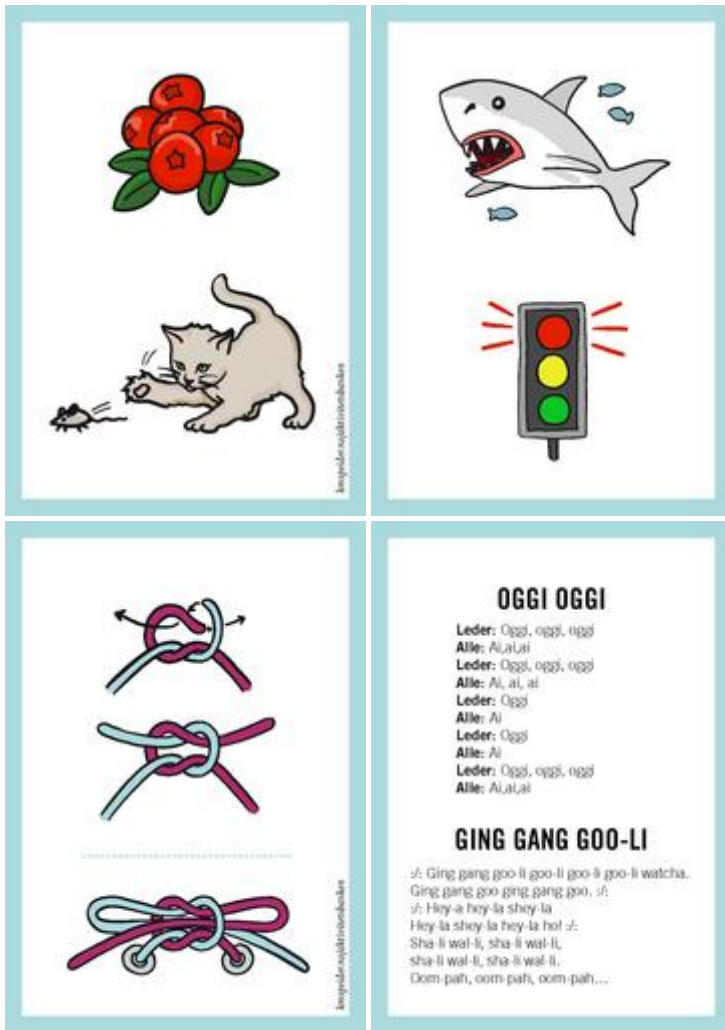 OGGI OGGI
Leder: Oggi, oggi, oggi
Alle: Ai,ai,ai
Leder: Oggi, oggi, oggi
Alle: Ai, ai, ai
Leder: Oggi
Alle: Ai
Leder: Oggi
Alle: Ai
Leder: Oggi, oggi, oggi
Alle: Ai,ai,ai
GING GANG GOO-LI
:/: Ging gang goo-li goo-li goo-li goo-li watcha.
Ging gang goo ging gang goo. :/:
:/: Hey-a hey-la shey-la
Hey-la shey-la hey-la ho! :/:
Sha-li wal-li, sha-li wal-li,
sha-li wal-li, sha-li wal-li.
Oom-pah, oom-pah, oom-pah...